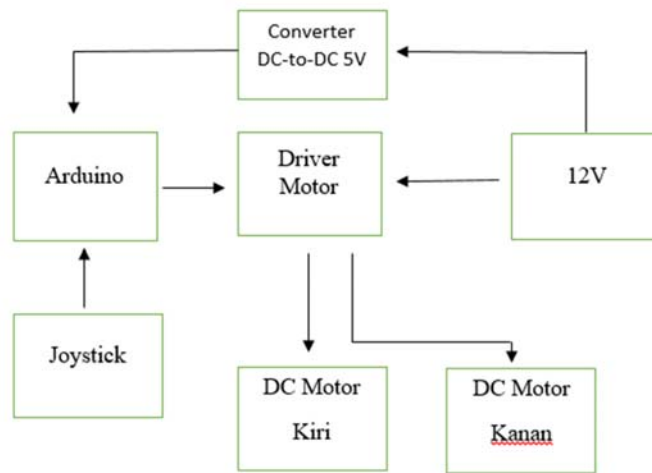 Converter
DC-to-DC 5V
Arduino
Driver
Motor
12V
Joystick
DC Motor
Kiri
DC Motor
Kanan